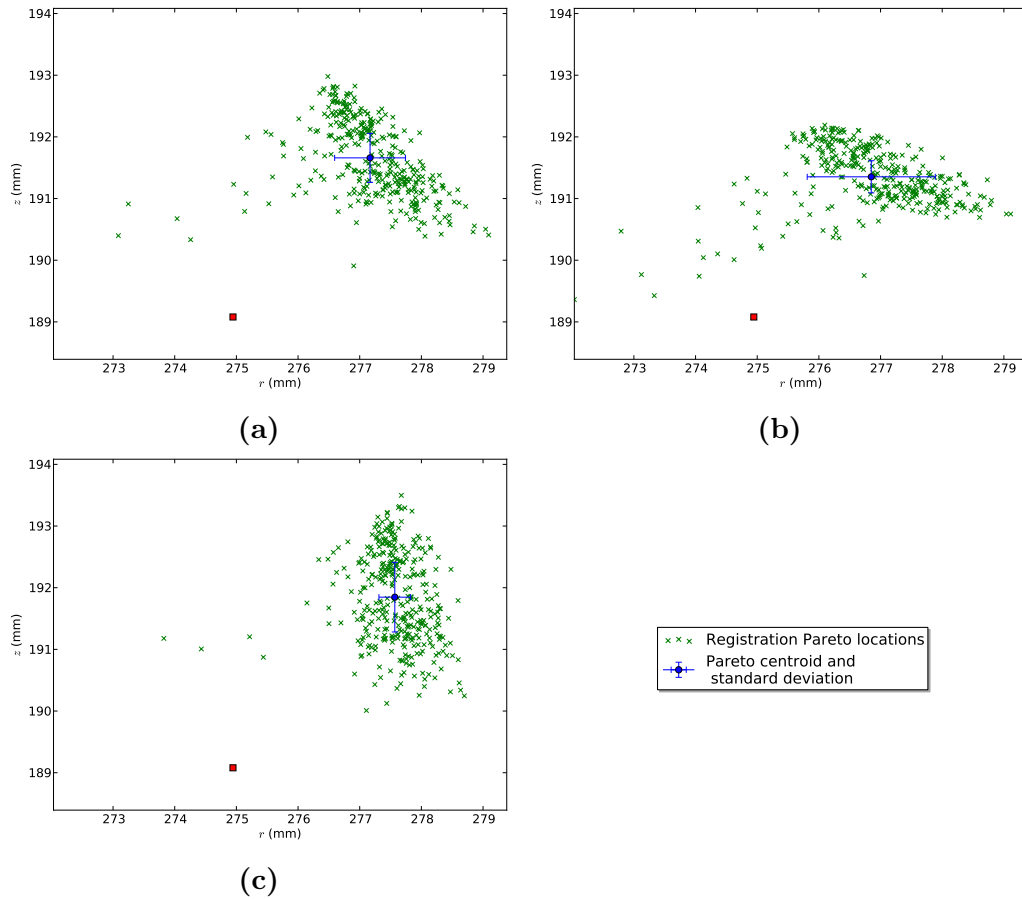 194
193
192
191
190
189
z (mm)
273 274 275 276 277 278 279
r (mm)
(a)
194
193
192
191
190
189
z (mm)
273 274 275 276 277 278 279
r (mm)
(b)
194
193
192
191
190
189
z (mm)
273 274 275 276 277 278 279
r (mm)
(c)
Registration Pareto locations
Pareto centroid and
standard deviation